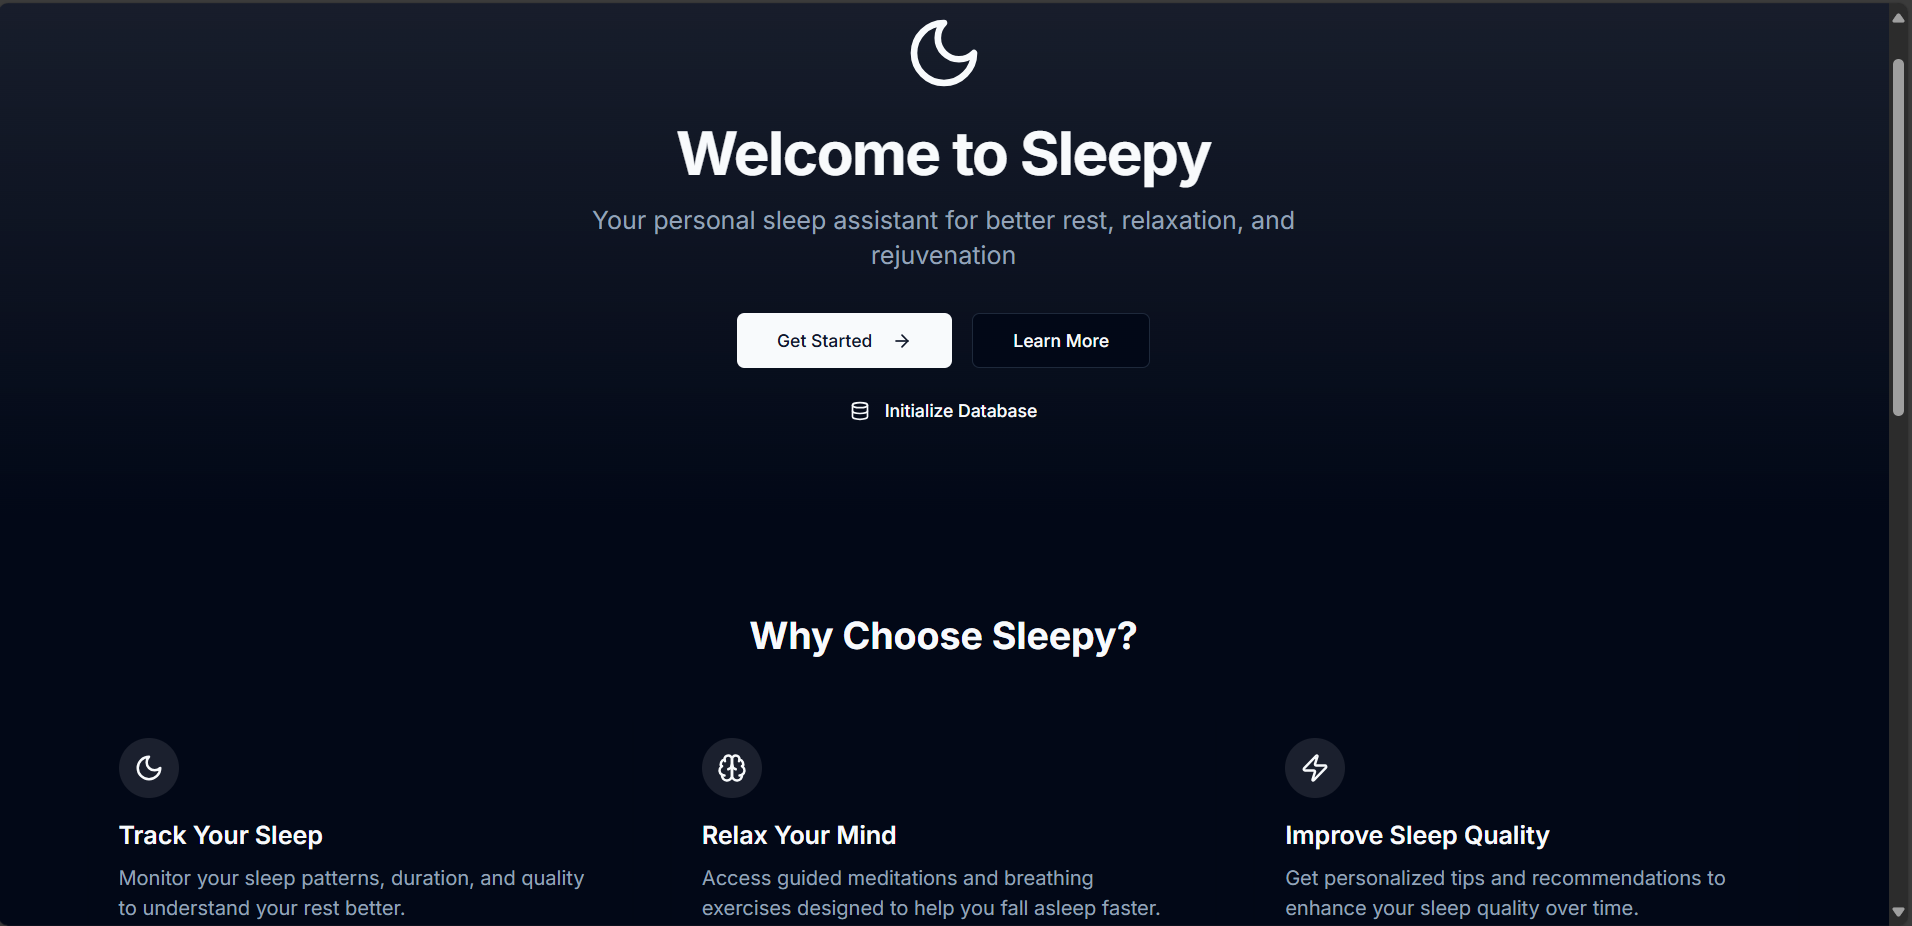 Welcome to Sleepy
Your personal sleep assistant for better rest, relaxation, and
rejuvenation
Get Started
Learn More
Initialize Database
Why Choose Sleepy?
Track Your Sleep
Monitor your sleep patterns, duration, and quality
to understand your rest better.
Relax Your Mind
Access guided meditations and breathing
exercises designed to help you fall asleep faster.
Improve Sleep Quality
Get personalized tips and recommendations to
enhance your sleep quality over time.